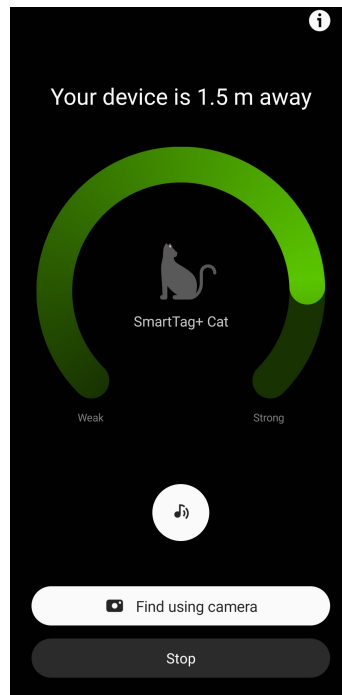 Your device is 1.5 m away
SmartTag+ Cat
Weak
Strong
Find using camera
Stop